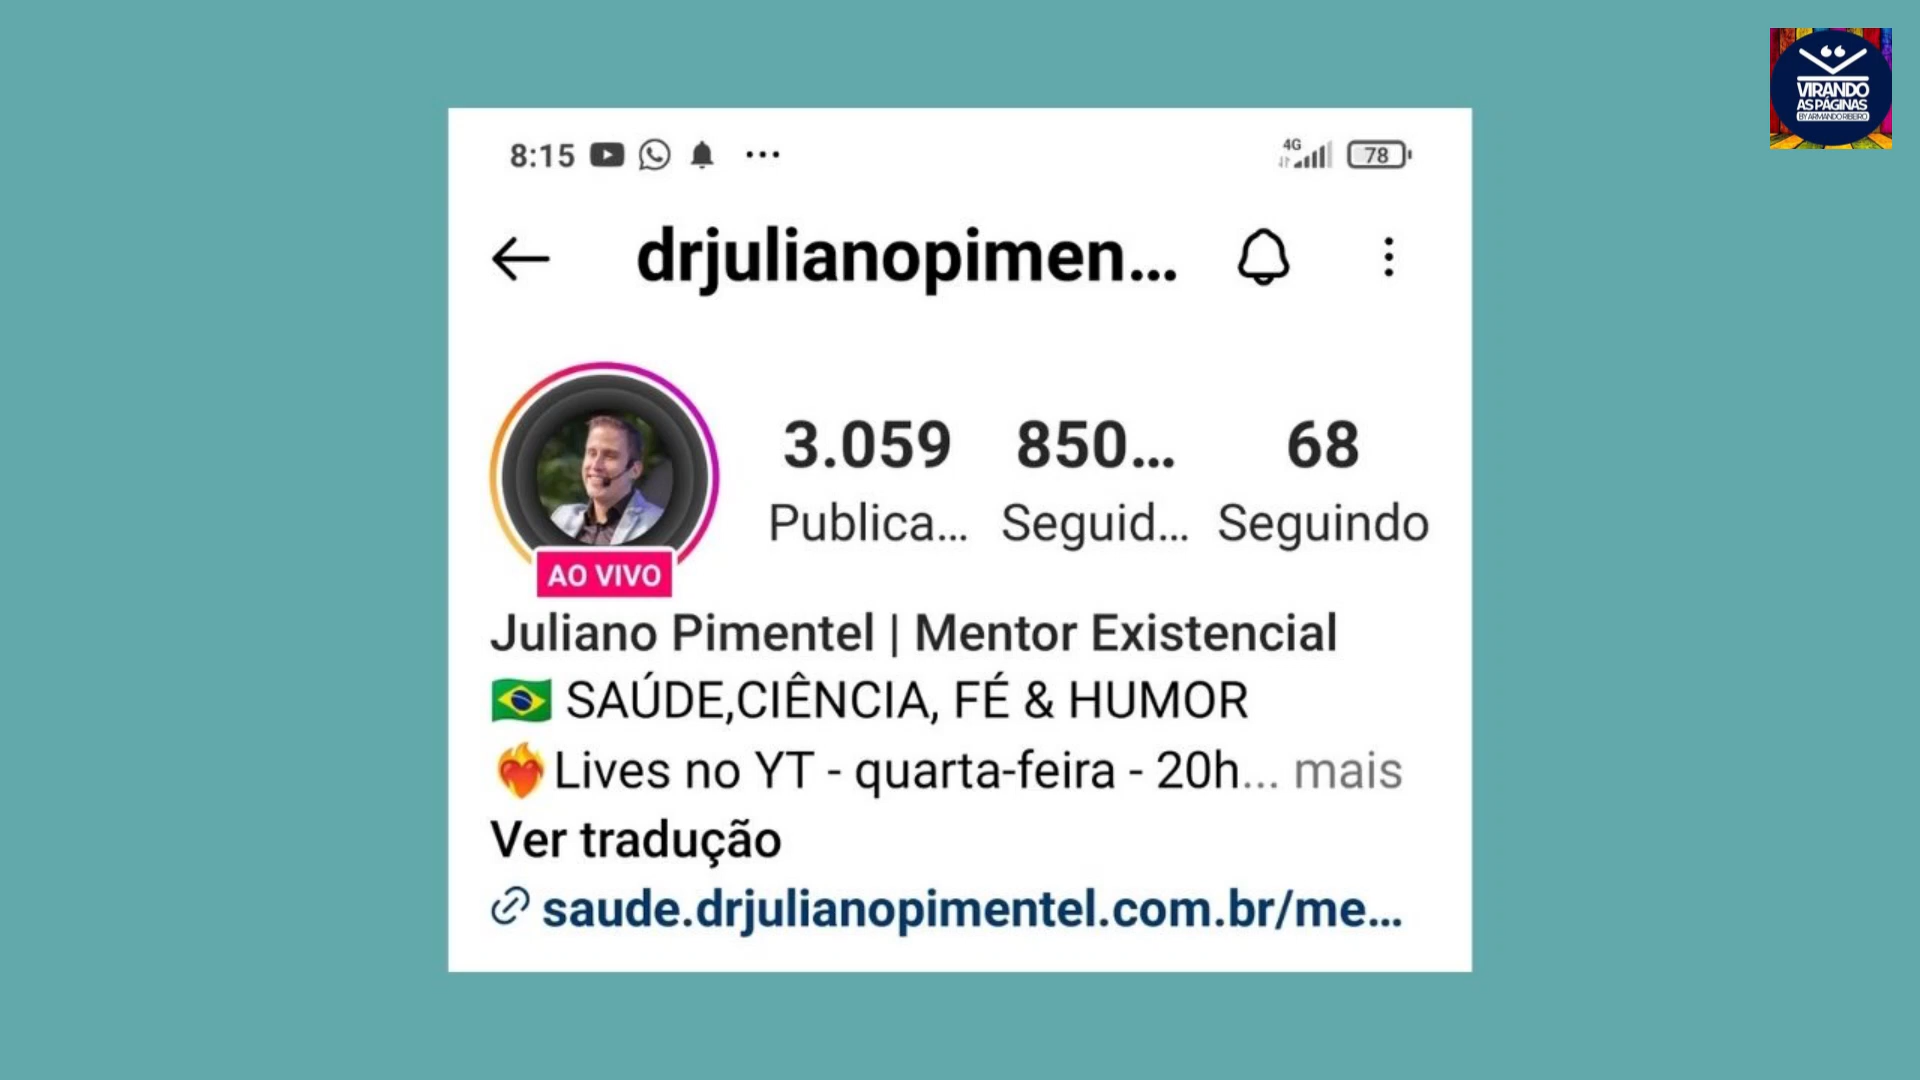 VIRANDO
AS PÁGINAS
BY ARMANDO RIBEIRO
8:15 ... 4G 78
drjulianopimen...
3.059 850... 68
Publica... Seguid... Seguindo
AO VIVO
Juliano Pimentel | Mentor Existencial
🇧🇷 SAÚDE,CIÊNCIA, FÉ & HUMOR
❤️‍🔥Lives no YT - quarta-feira - 20h... mais
Ver tradução
saude.drjulianopimentel.com.br/me...